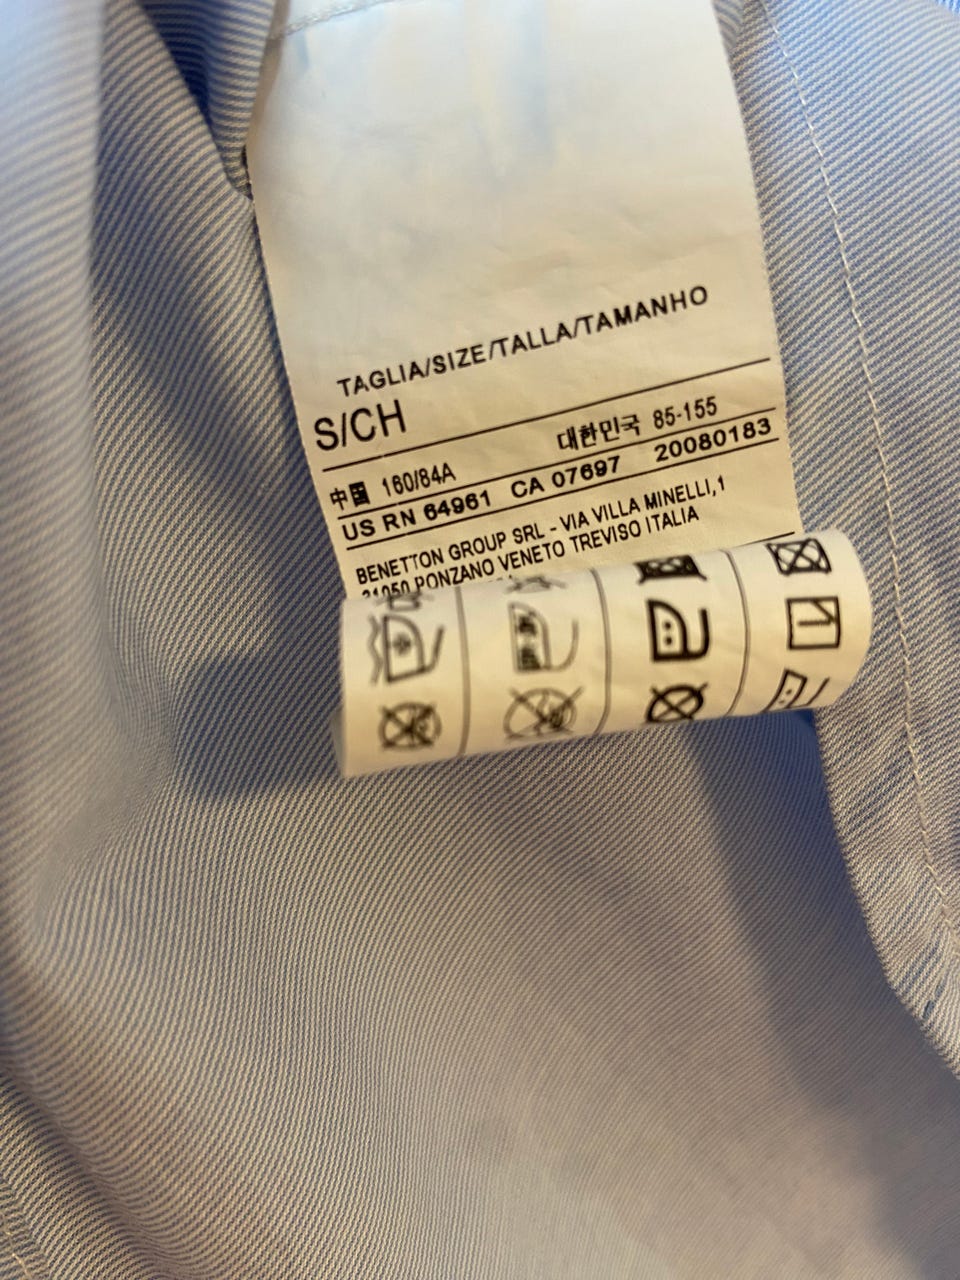 TAGLIA/SIZE/TALLA/TAMANHO
S/CH
中国 160/84A 대한민국 85-155
US RN 64961 CA 07697 20080183
BENETTON GROUP SRL - VIA VILLA MINELLI,1
31050 PONZANO VENETO TREVISO ITALIA